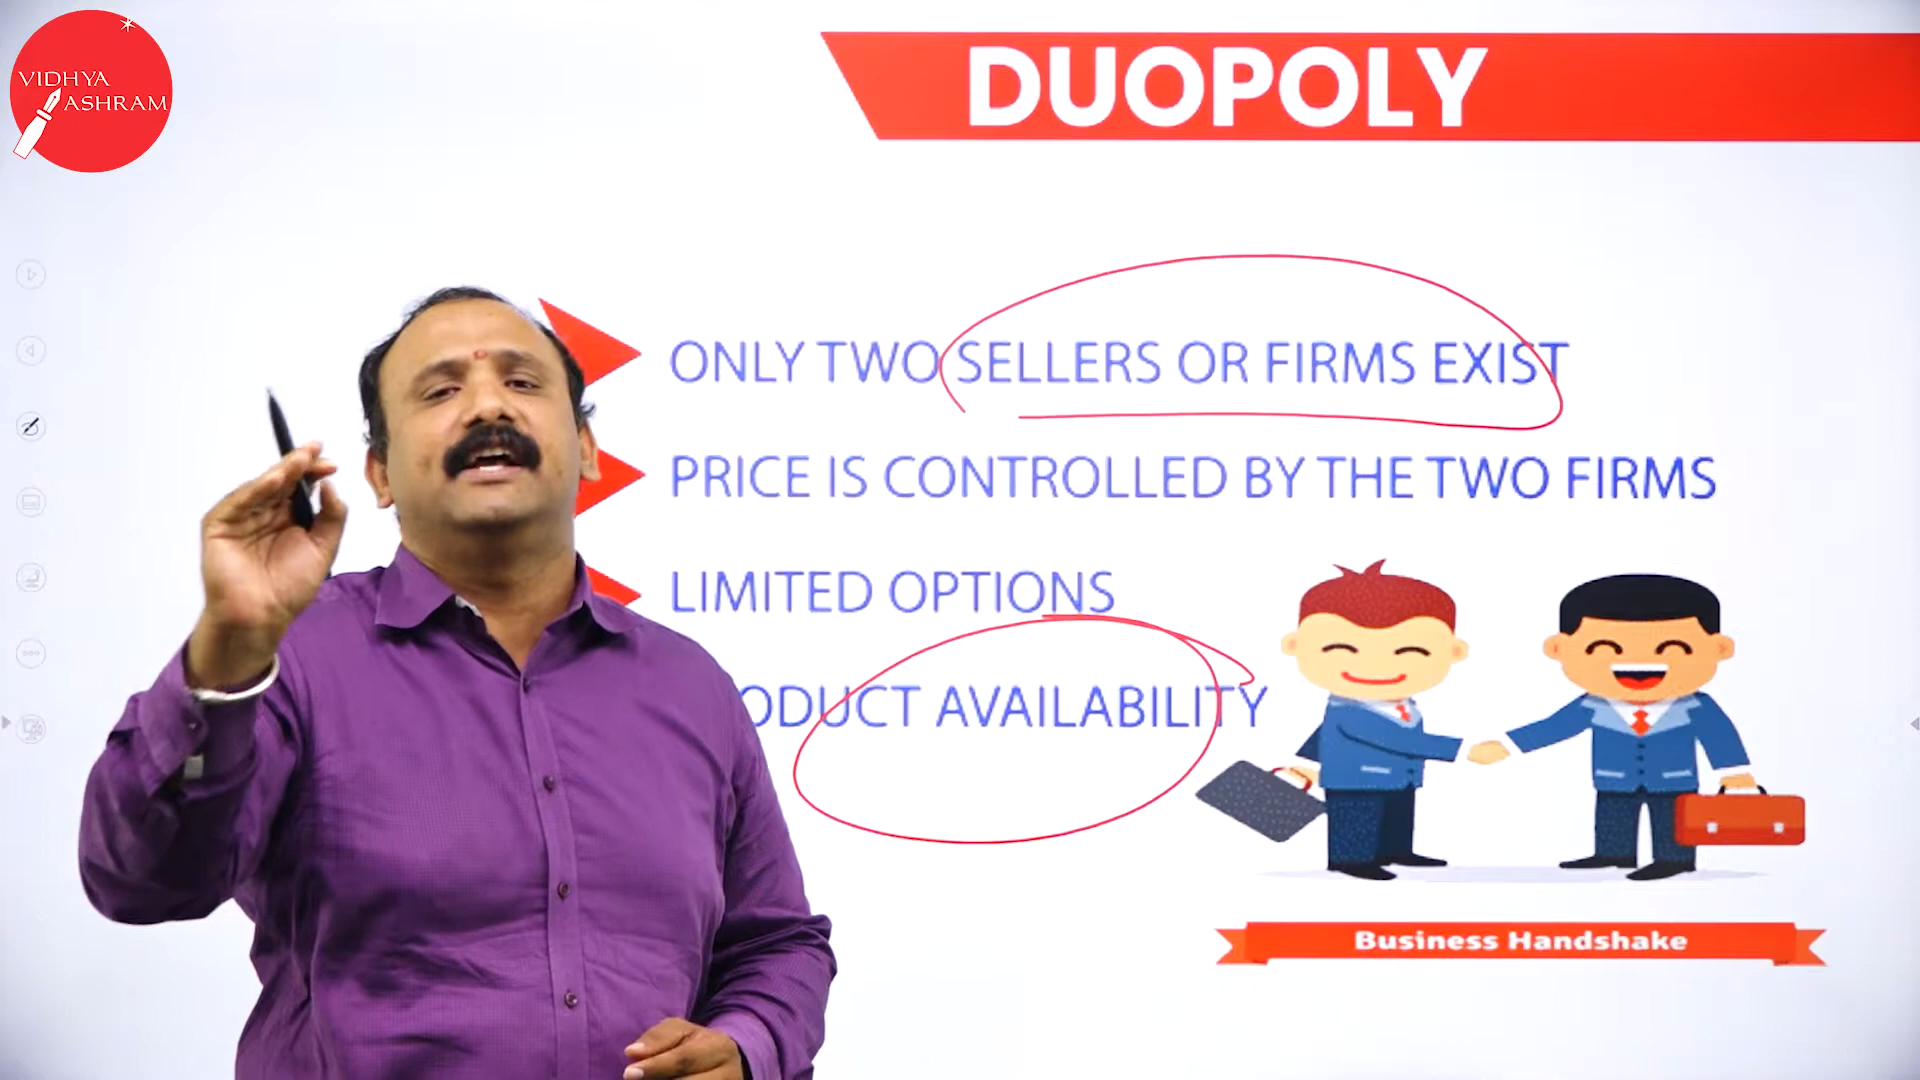 VIDHYA
ASHRAM
DUOPOLY
ONLY TWO SELLERS OR FIRMS EXIST
PRICE IS CONTROLLED BY THE TWO FIRMS
LIMITED OPTIONS
ODUCT AVAILABILITY
Business Handshake